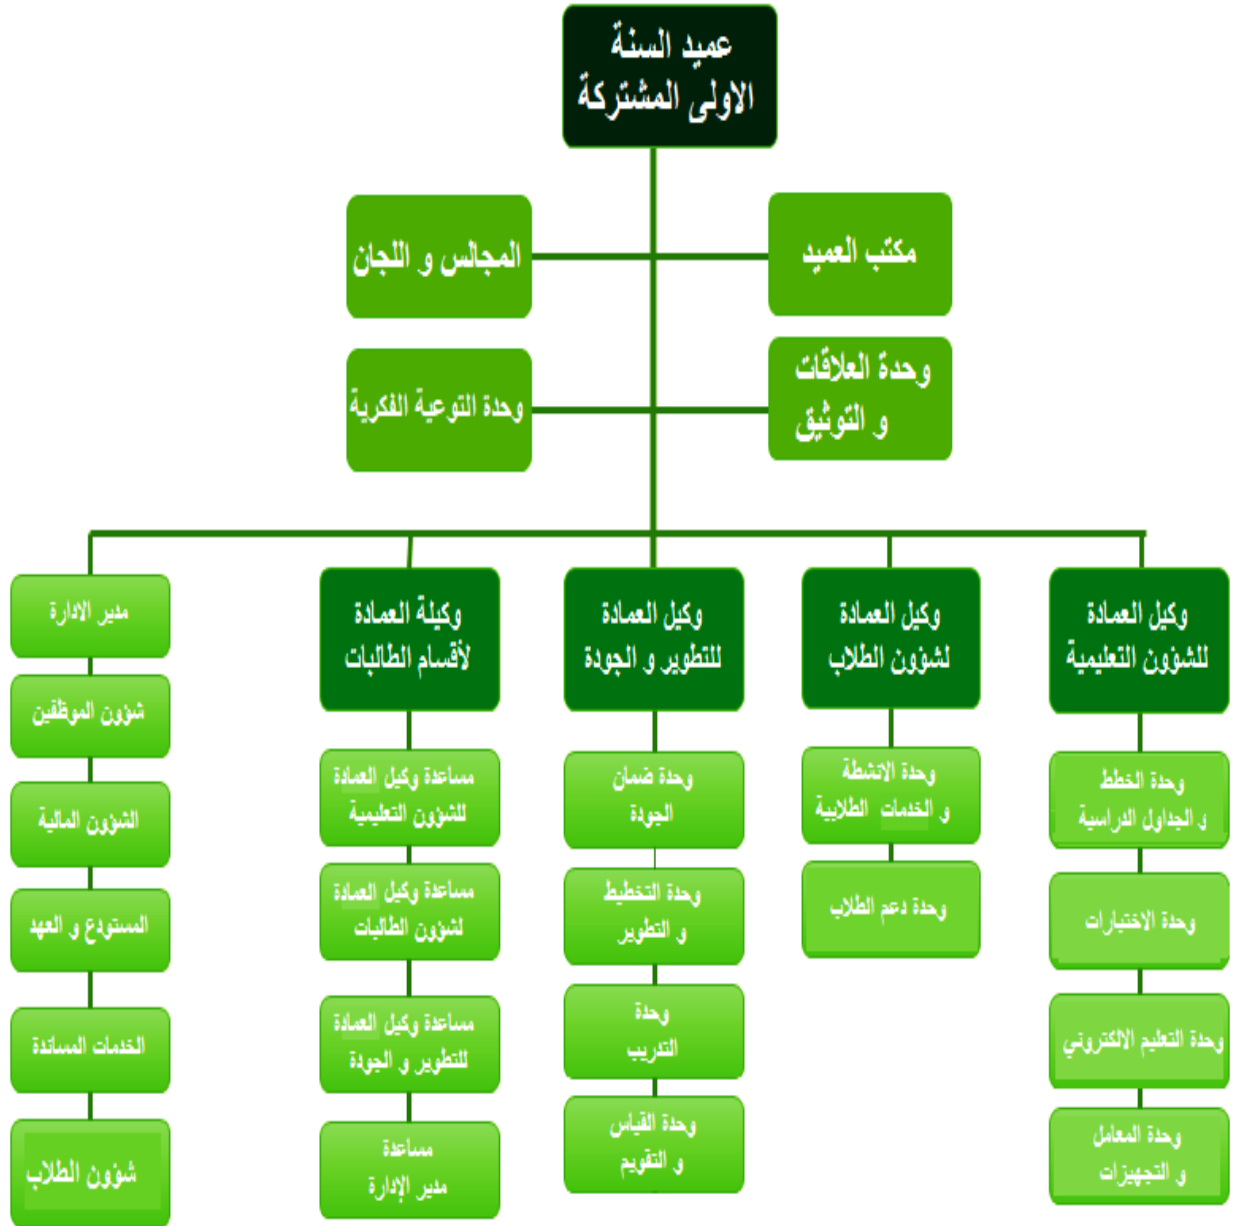 عميد السنة
الاولى المشتركة
مكتب العميد
المجالس و اللجان
وحدة العلاقات
و التوثيق
وحدة التوعية الفكرية
وكيل العمادة
للشؤون التعليمية
وحدة الخطط
و الجداول الدراسية
وحدة الاختبارات
وحدة التعليم الالكتروني
وحدة المعامل
و التجهيزات
وكيل العمادة
لشؤون الطلاب
وحدة الانشطة
و الخدمات الطلابية
وحدة دعم الطلاب
وكيل العمادة
للتطوير و الجودة
وحدة ضمان
الجودة
وحدة التخطيط
و التطوير
وحدة
التدريب
وحدة القياس
و التقويم
وكيلة العمادة
لأقسام الطالبات
مساعدة وكيل العمادة
للشؤون التعليمية
مساعدة وكيل العمادة
لشؤون الطالبات
مساعدة وكيل العمادة
للتطوير و الجودة
مساعدة
مدير الإدارة
مدير الادارة
شؤون الموظفين
الشؤون المالية
المستودع و العهد
الخدمات المساندة
شؤون الطلاب